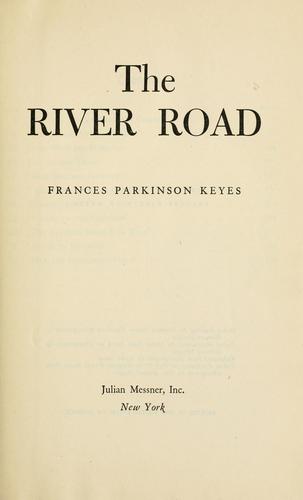 The
RIVER ROAD
FRANCES PARKINSON KEYES
Julian Messner, Inc.
New York